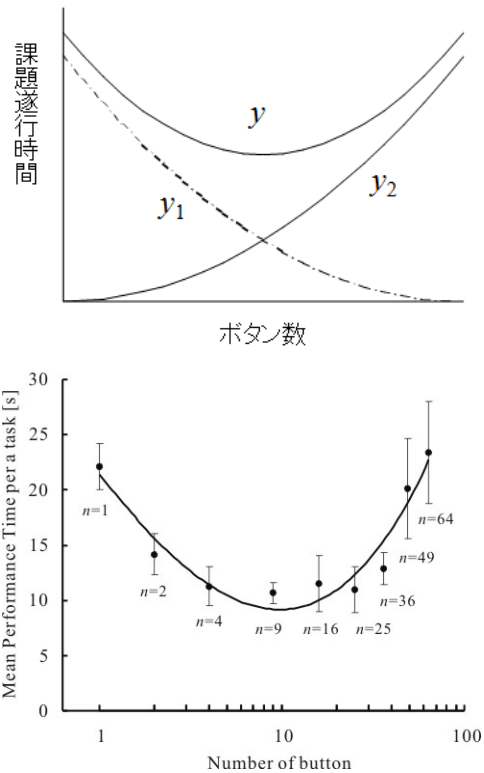 課題遂行時間
y
y1
y2
ボタン数
Mean Performance Time per a task [s]
30
25
20
15
10
5
0
n=1
n=2
n=4
n=9
n=16
n=25
n=36
n=49
n=64
1
10
100
Number of button